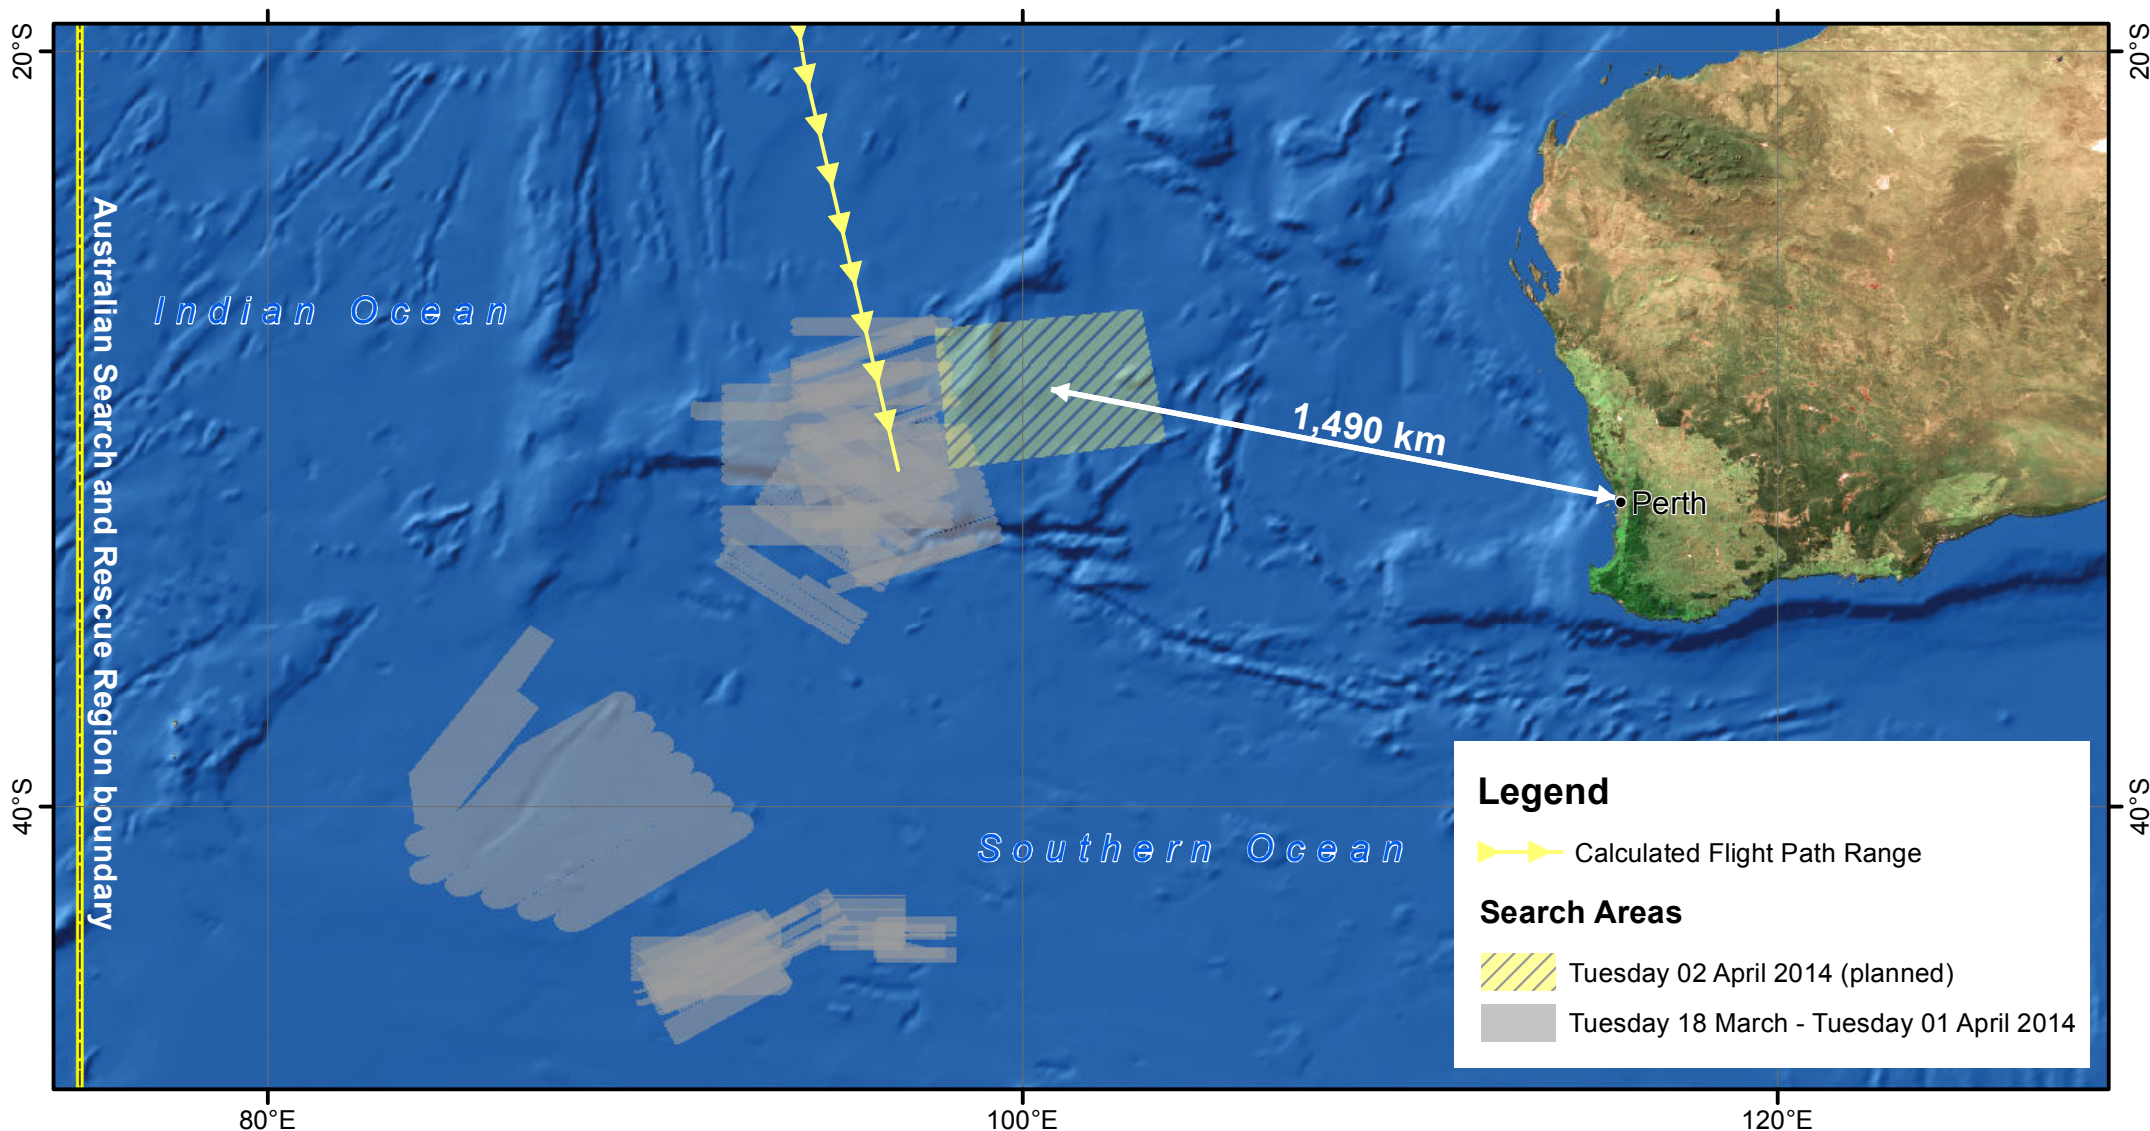 20°S
20°S
Australian Search and Rescue Region boundary
Indian Ocean
1,490 km
Perth
40°S
40°S
Southern Ocean
Legend
Calculated Flight Path Range
Search Areas
Tuesday 02 April 2014 (planned)
Tuesday 18 March - Tuesday 01 April 2014
80°E
100°E
120°E